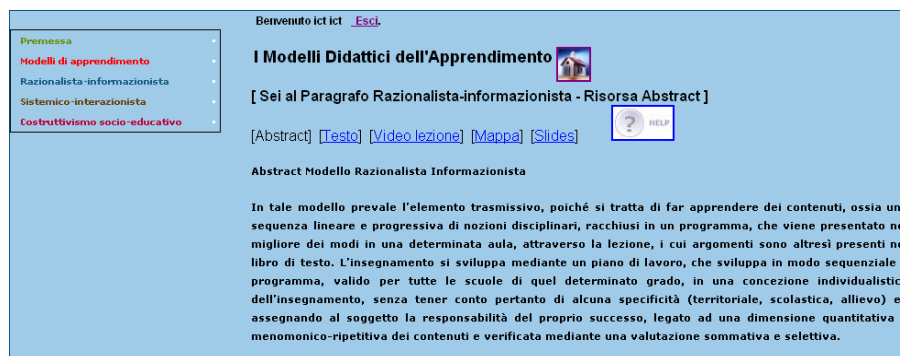 Benvenuto ict ict Esci.
Premessa
Modelli di apprendimento
Razionalista-informazionista
Sistemico-interazionista
Costruttivismo socio-educativo
I Modelli Didattici dell'Apprendimento
[ Sei al Paragrafo Razionalista-informazionista - Risorsa Abstract ]
[Abstract] [Testo] [Video lezione] [Mappa] [Slides]
? HELP
Abstract Modello Razionalista Informazionista
In tale modello prevale l'elemento trasmissivo, poiché si tratta di far apprendere dei contenuti, ossia un
sequenza lineare e progressiva di nozioni disciplinari, racchiusi in un programma, che viene presentato ne
migliore dei modi in una determinata aula, attraverso la lezione, i cui argomenti sono altresì presenti ne
libro di testo. L'insegnamento si sviluppa mediante un piano di lavoro, che sviluppa in modo sequenziale
programma, valido per tutte le scuole di quel determinato grado, in una concezione individualistic
dell'insegnamento, senza tener conto pertanto di alcuna specificità (territoriale, scolastica, allievo) e
assegnando al soggetto la responsabilità del proprio successo, legato ad una dimensione quantitativa
menomonico-ripetitiva dei contenuti e verificata mediante una valutazione sommativa e selettiva.